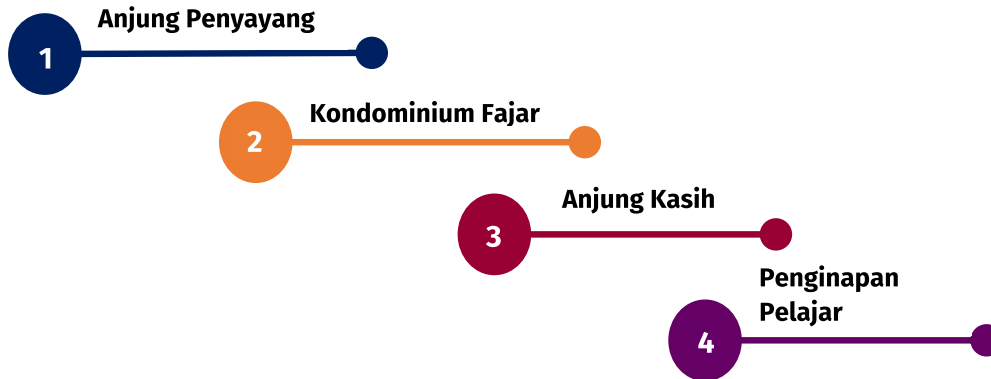 Anjung Penyayang
1
Kondominium Fajar
2
Anjung Kasih
3
Penginapan
Pelajar
4